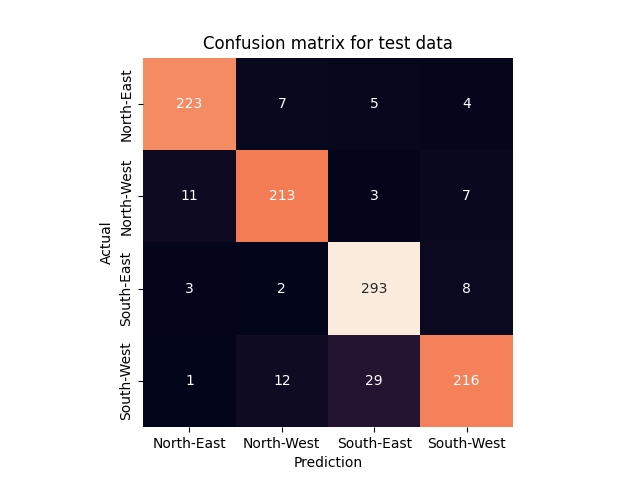 Confusion matrix for test data
North-East 223 7 5 4
North-West 11 213 3 7
Actual
South-East 3 2 293 8
South-West 1 12 29 216
North-East North-West South-East South-West
Prediction